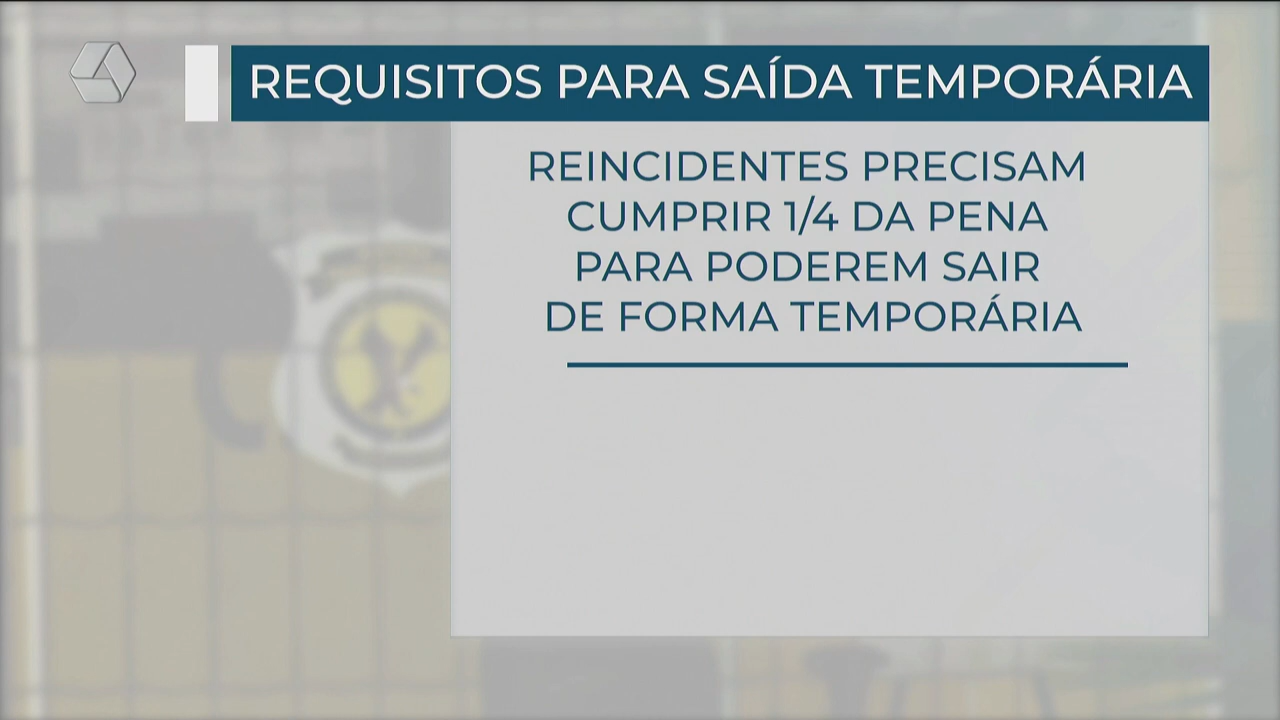 REQUISITOS PARA SAÍDA TEMPORÁRIA
REINCIDENTES PRECISAM
CUMPRIR 1/4 DA PENA
PARA PODEREM SAIR
DE FORMA TEMPORÁRIA